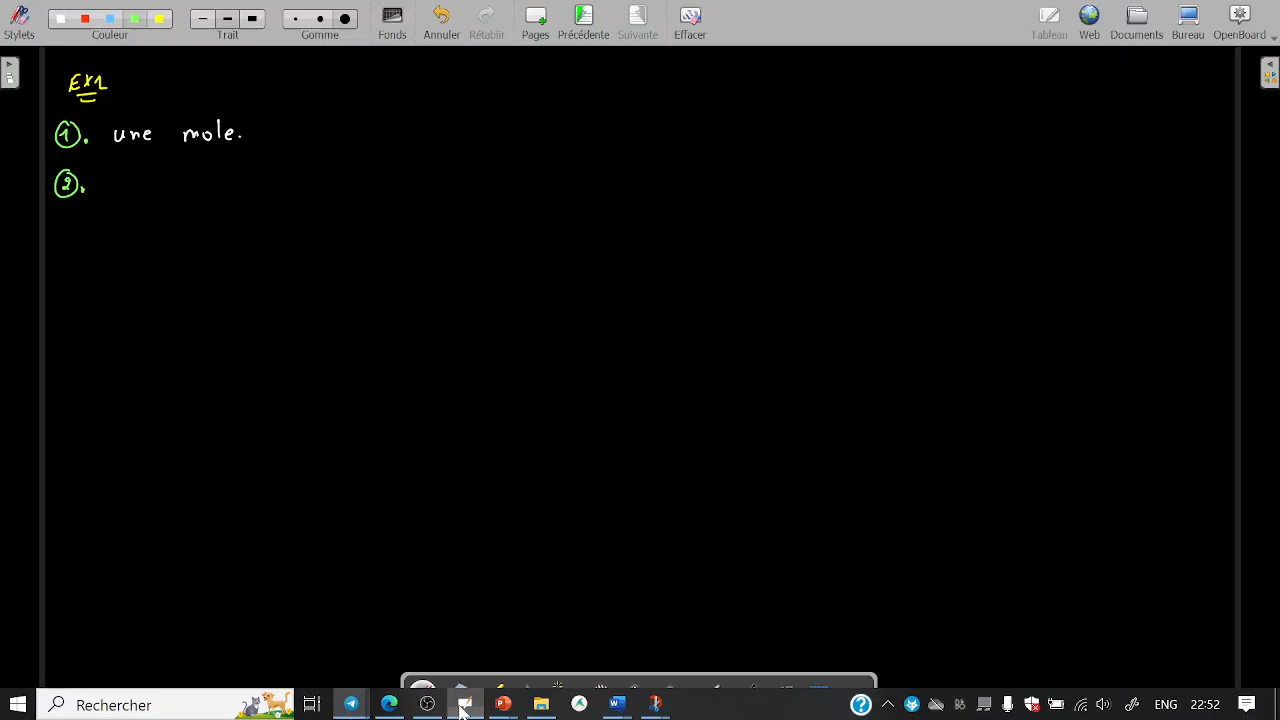 Stylets Couleur Trait Gomme Fonds Annuler Rétablir Pages Précédente Suivante Effacer Tableau Web Documents Bureau OpenBoard
Ex1
1. une mole.
2.
Rechercher ENG 22:52